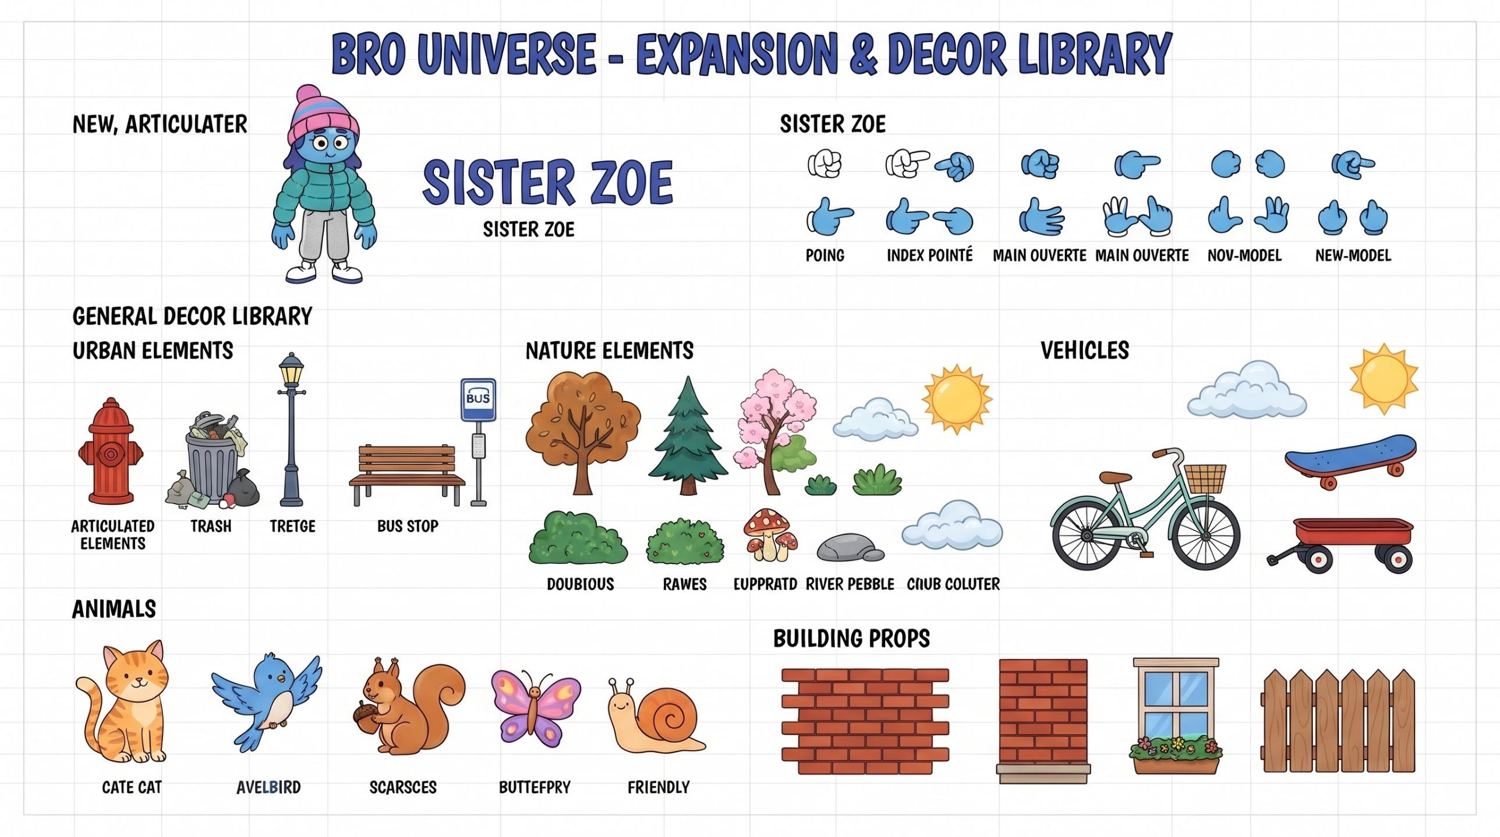 BRO UNIVERSE - EXPANSION & DECOR LIBRARY
NEW, ARTICULATER
SISTER ZOE
SISTER ZOE
SISTER ZOE
POING
INDEX POINTÉ
MAIN OUVERTE
MAIN OUVERTE
NOV-MODEL
NEW-MODEL
GENERAL DECOR LIBRARY
URBAN ELEMENTS
BUS
ARTICULATED
ELEMENTS
TRASH
TRETGE
BUS STOP
NATURE ELEMENTS
DOUBIOUS
RAWES
EUPPRATD
RIVER PEBBLE
CIIUB COLUTER
VEHICLES
ANIMALS
CATE CAT
AVELBIRD
SCARSCES
BUTTEFPRY
FRIENDLY
BUILDING PROPS